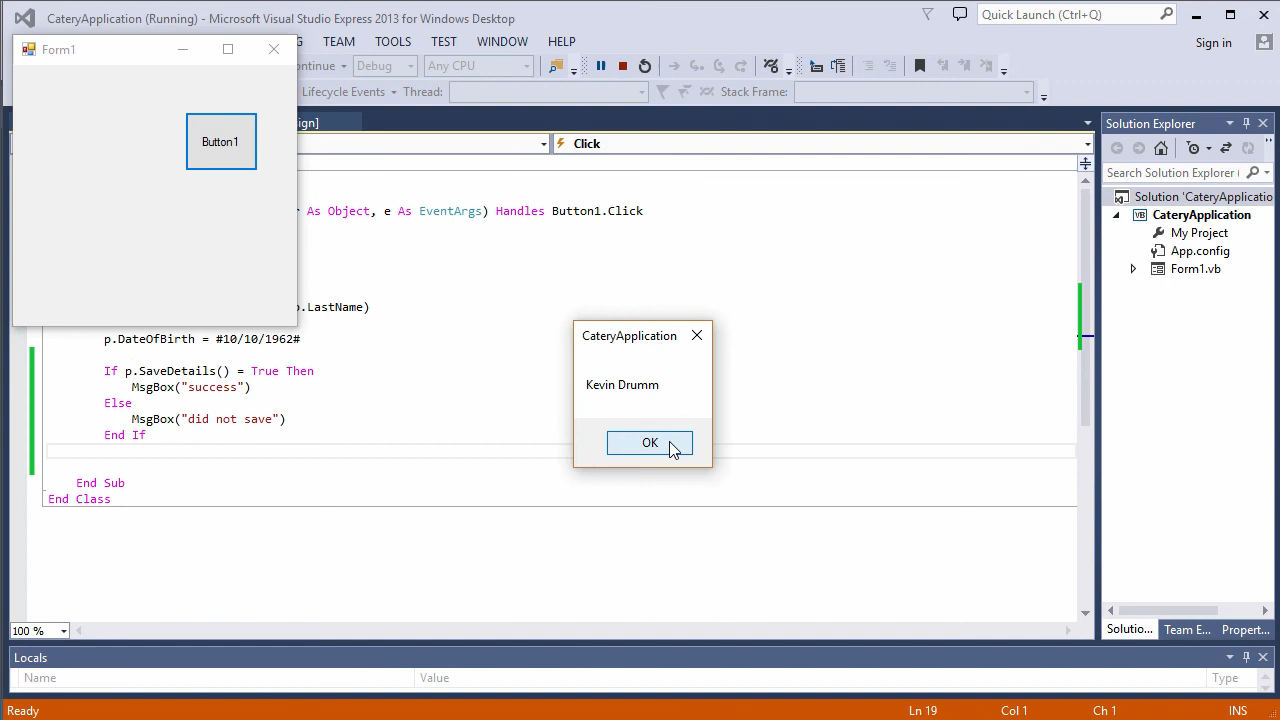 CateryApplication (Running) - Microsoft Visual Studio Express 2013 for Windows Desktop
Quick Launch (Ctrl+Q)
Form1
TEAM TOOLS TEST WINDOW HELP
Sign in
Debug Any CPU
Lifecycle Events Thread: Stack Frame:
Button1
Click
Solution Explorer
Search Solution Explorer (
As Object, e As EventArgs) Handles Button1.Click
Solution 'CateryApplicatio
CateryApplication
My Project
App.config
Form1.vb
.LastName)
p.DateOfBirth = #10/10/1962#
If p.SaveDetails() = True Then
MsgBox("success")
Else
MsgBox("did not save")
End If
End Sub
End Class
CateryApplication
Kevin Drumm
OK
100 %
Solutio... Team E... Propert...
Locals
Name Value Type
Ready Ln 19 Col 1 Ch 1 INS